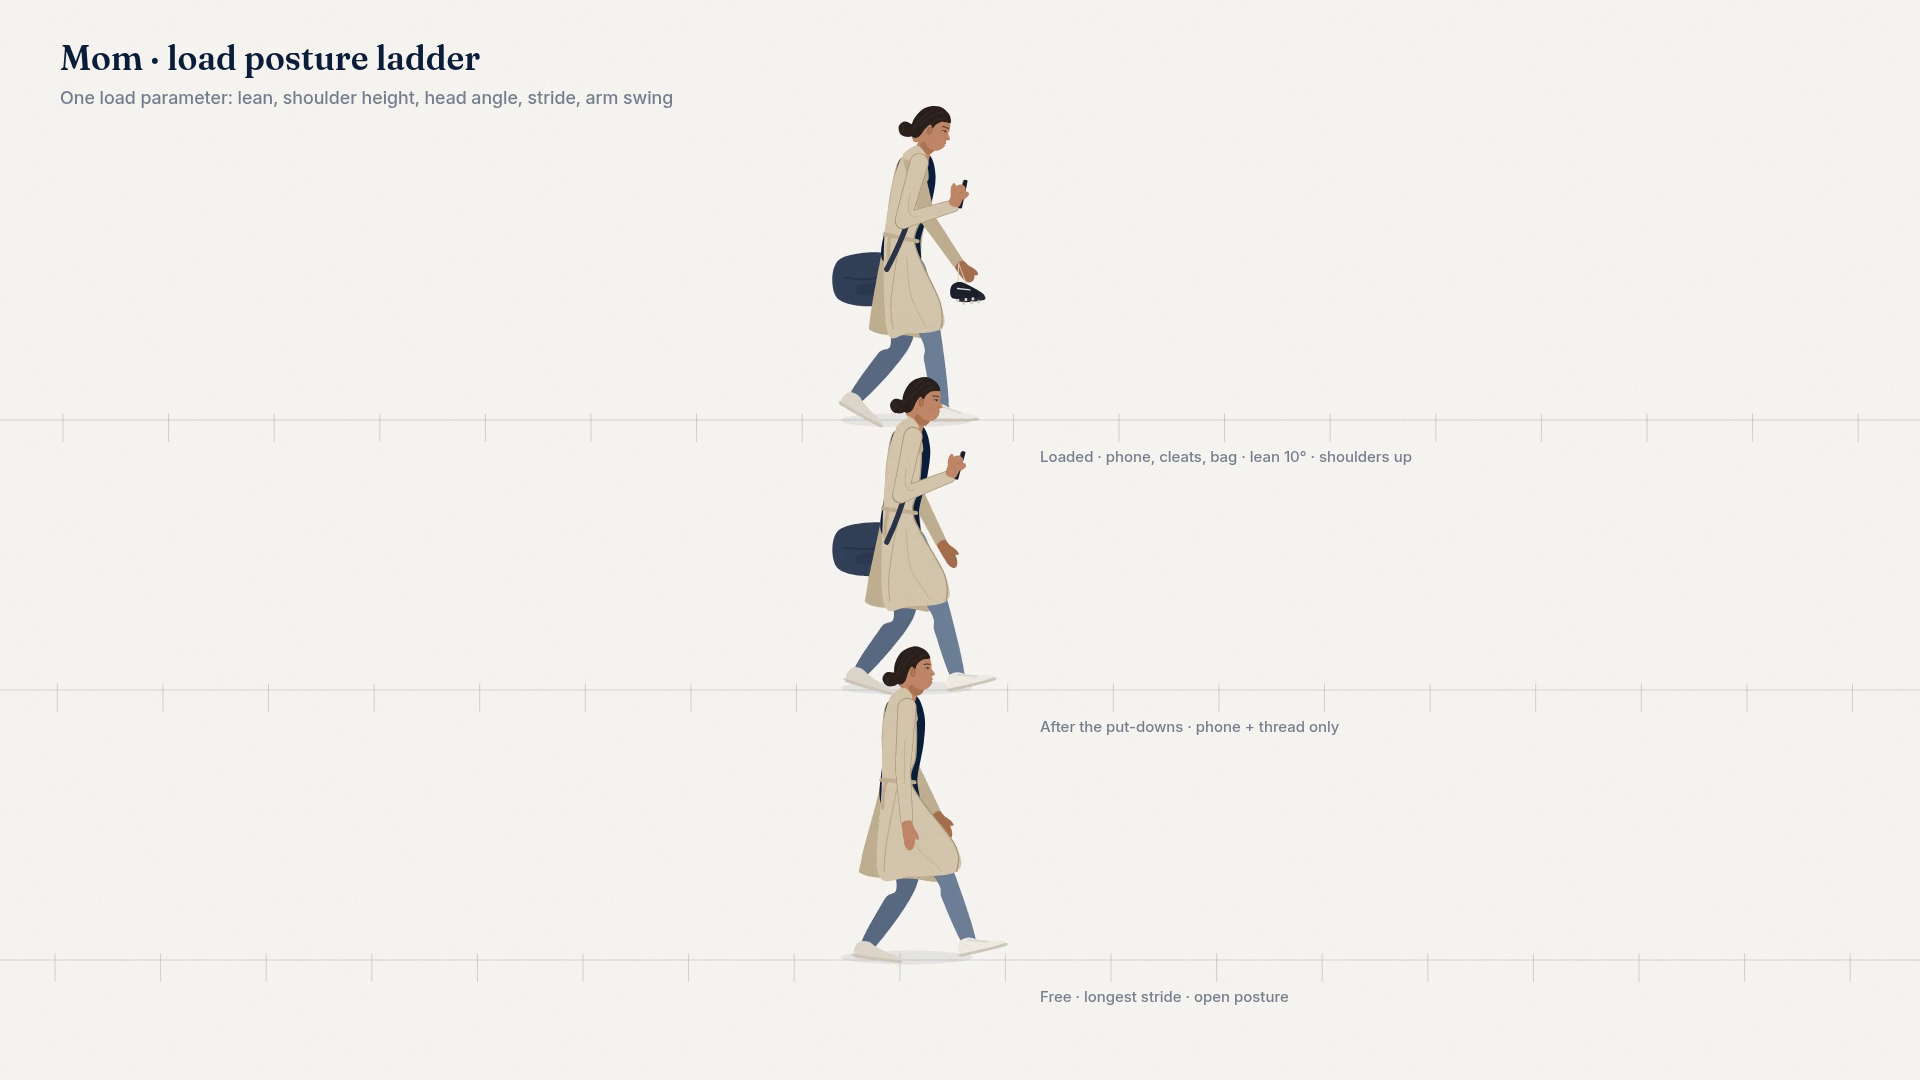 Mom · load posture ladder
One load parameter: lean, shoulder height, head angle, stride, arm swing
Loaded · phone, cleats, bag · lean 10° · shoulders up
After the put-downs · phone + thread only
Free · longest stride · open posture